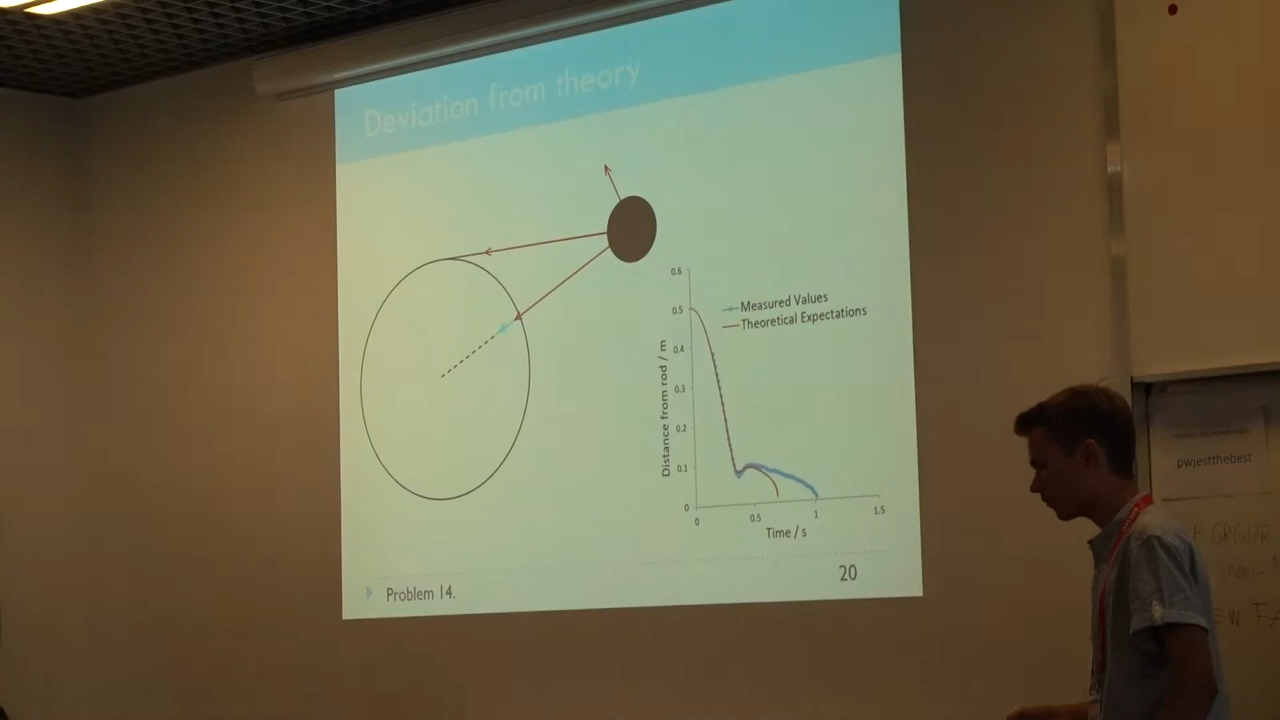 Deviation from theory
0.6
0.5
0.4
0.3
0.2
0.1
0
Distance from rod / m
Measured Values
Theoretical Expectations
0
0.5
1
1.5
Time / s
Problem 14.
20
pwjestthebest